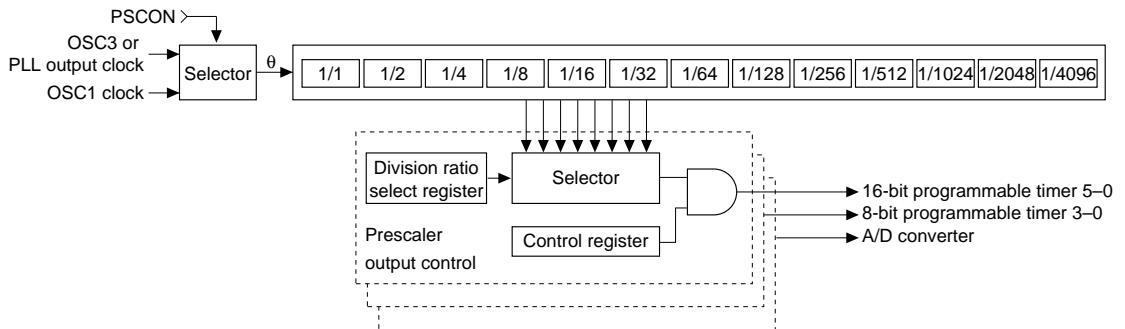 PSCON
OSC3 or
PLL output clock
OSC1 clock
Selector
θ
1/1 1/2 1/4 1/8 1/16 1/32 1/64 1/128 1/256 1/512 1/1024 1/2048 1/4096
Division ratio
select register
Selector
Control register
Prescaler
output control
16-bit programmable timer 5–0
8-bit programmable timer 3–0
A/D converter